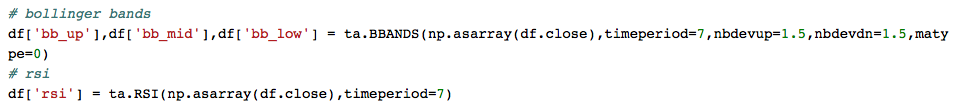 # bollinger bands
df['bb_up'],df['bb_mid'],df['bb_low'] = ta.BBANDS(np.asarray(df.close),timeperiod=7,nbdevup=1.5,nbdevdn=1.5,maty
pe=0)
# rsi
df['rsi'] = ta.RSI(np.asarray(df.close),timeperiod=7)